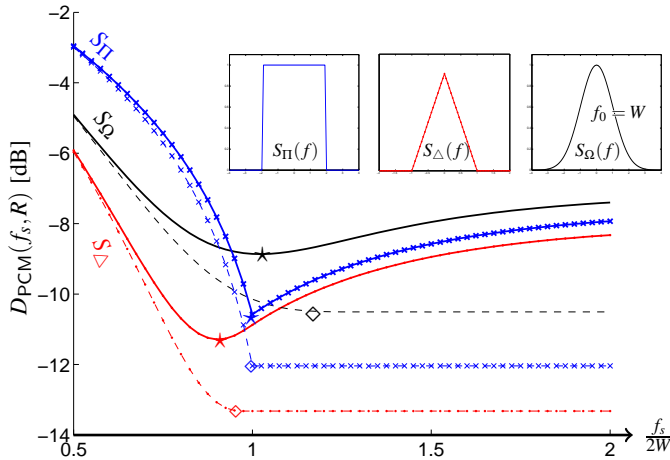 −2
−4
−6
−8
−10
−12
−14
0.5
1
1.5
2
D_PCM(f_s, R) [dB]
f_s/2W
S_Π
S_Ω
S_△
S_Π(f)
S_△(f)
f_0 = W
S_Ω(f)